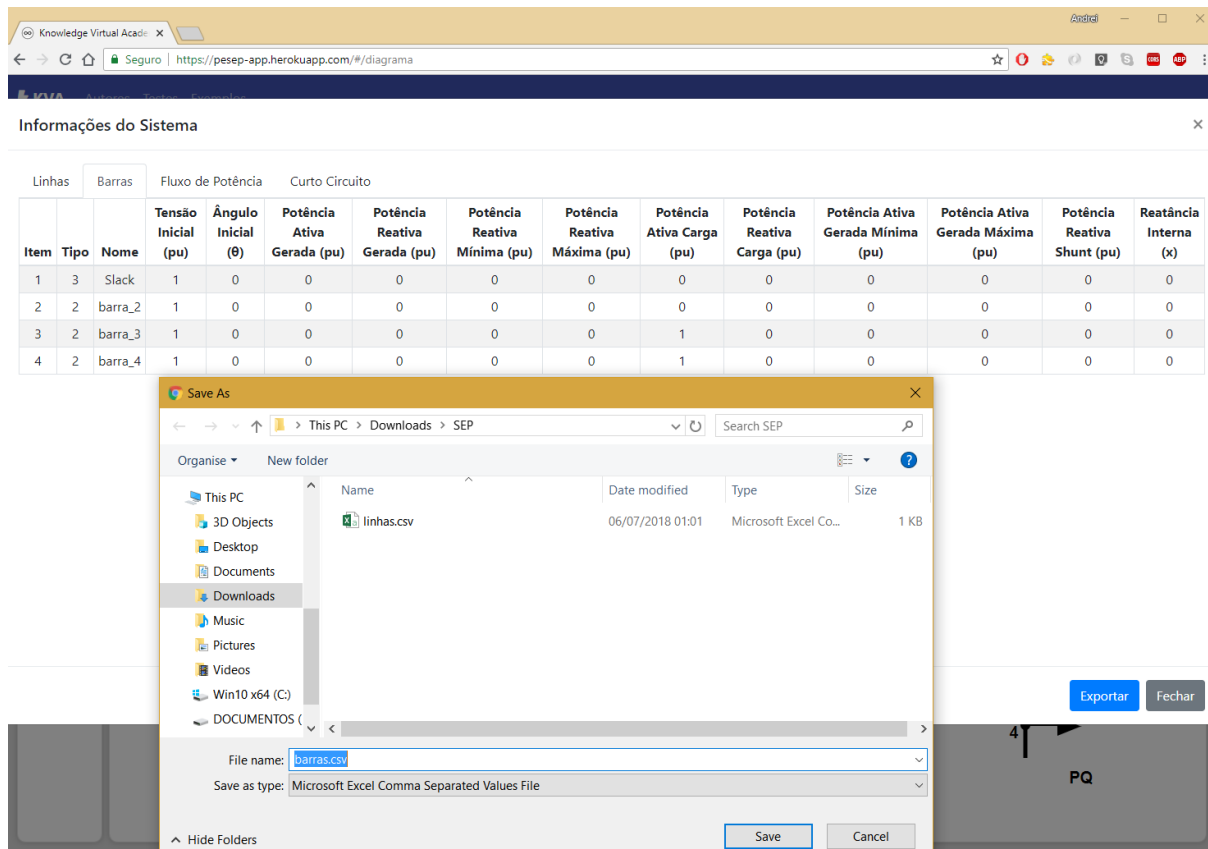 Andrei
Knowledge Virtual Acade
Seguro | https://pesep-app.herokuapp.com/#/diagrama
KVA Autores Testes Exemplos
Informações do Sistema
Linhas Barras Fluxo de Potência Curto Circuito
Item Tipo Nome Tensão Inicial (pu) Ângulo Inicial (θ) Potência Ativa Gerada (pu) Potência Reativa Gerada (pu) Potência Reativa Mínima (pu) Potência Reativa Máxima (pu) Potência Ativa Carga (pu) Potência Reativa Carga (pu) Potência Ativa Gerada Mínima (pu) Potência Ativa Gerada Máxima (pu) Potência Reativa Shunt (pu) Reatância Interna (x)
1 3 Slack 1 0 0 0 0 0 0 0 0 0 0 0
2 2 barra_2 1 0 0 0 0 0 0 0 0 0 0 0
3 2 barra_3 1 0 0 0 0 0 1 0 0 0 0 0
4 2 barra_4 1 0 0 0 0 0 1 0 0 0 0 0
Save As
This PC > Downloads > SEP
Search SEP
Organise New folder
Name Date modified Type Size
This PC
3D Objects
Desktop
Documents
Downloads
Music
Pictures
Videos
Win10 x64 (C:)
DOCUMENTOS (
linhas.csv 06/07/2018 01:01 Microsoft Excel Co... 1 KB
Exportar Fechar
File name: barras.csv
Save as type: Microsoft Excel Comma Separated Values File
Hide Folders
Save Cancel
4
PQ